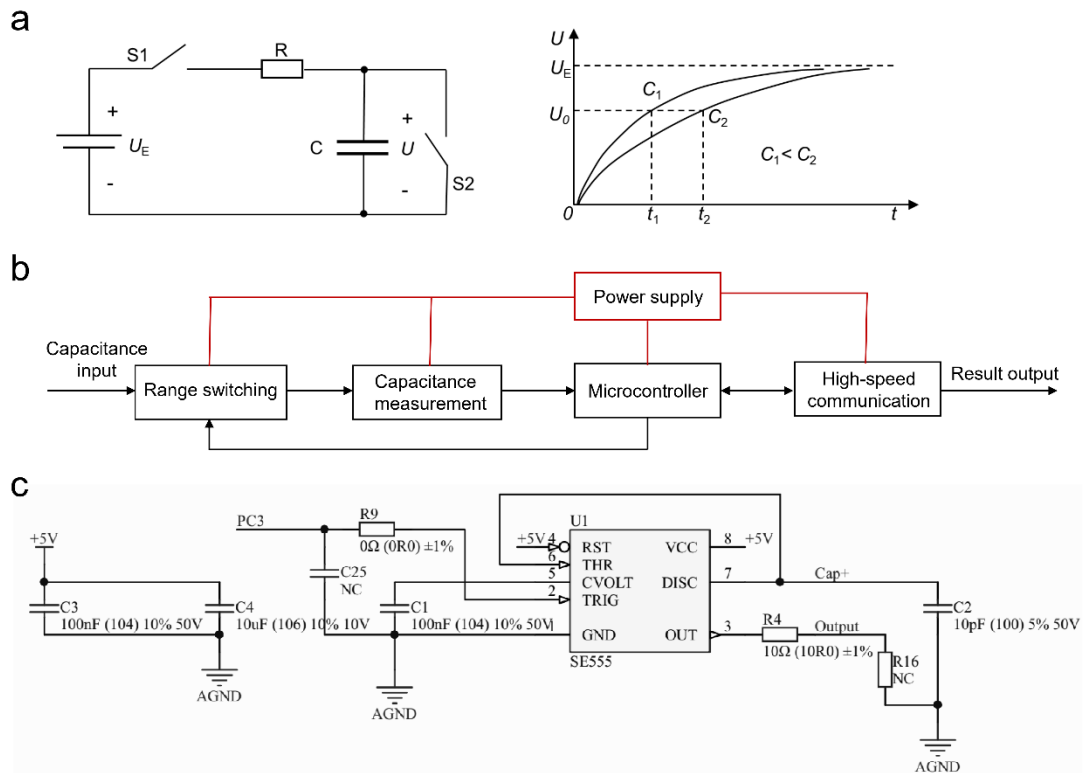 a
S1
R
+
U_E
-
C
+
U
-
S2
U
U_E
U_0
C_1
C_2
C_1 < C_2
0
t_1
t_2
t
b
Power supply
Capacitance
input
Range switching
Capacitance
measurement
Microcontroller
High-speed
communication
Result output
c
+5V
C3
100nF (104) 10% 50V
C4
10uF (106) 10% 10V
AGND
PC3
R9
0Ω (0R0) ±1%
C25
NC
C1
100nF (104) 10% 50V
AGND
U1
+5V 4
RST
6
THR
5
CVOLT
2
TRIG
1
GND
VCC
8
+5V
DISC
7
OUT
3
SE555
Cap+
C2
10pF (100) 5% 50V
R4
10Ω (10R0) ±1%
Output
R16
NC
AGND